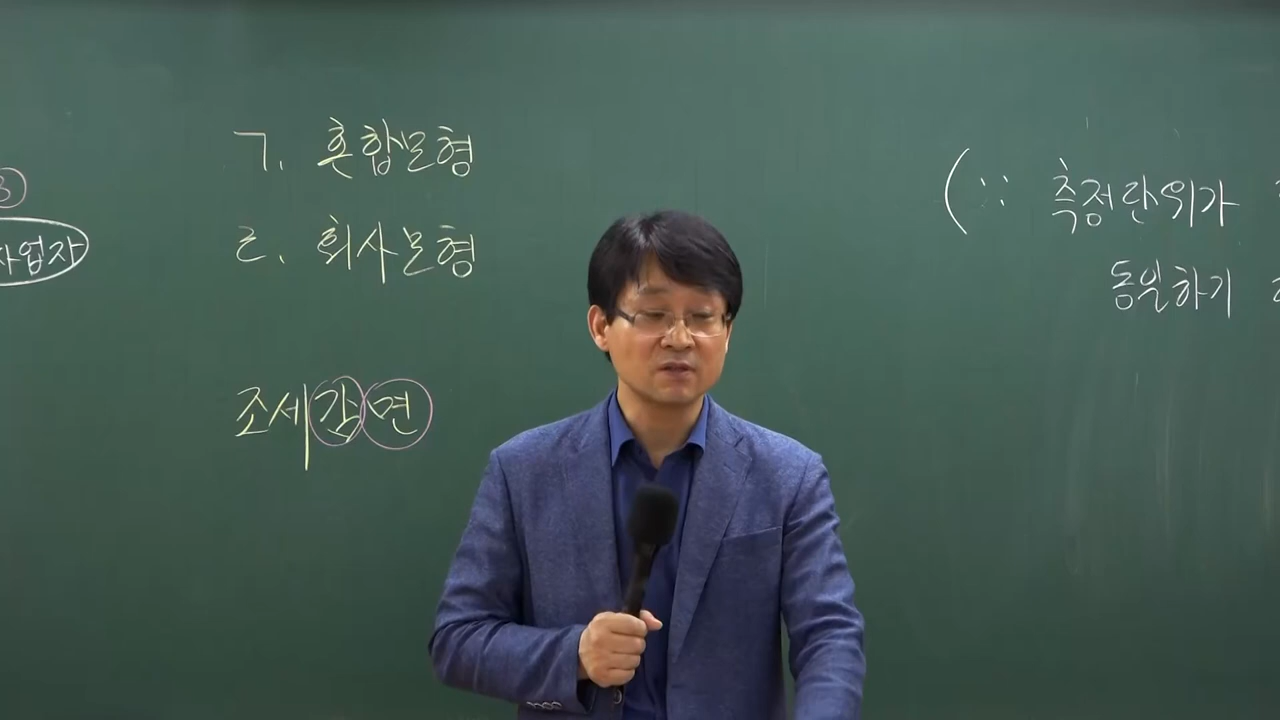 사업자
ㄱ. 혼합모형
ㄹ. 회사모형
조세감면
(∵ 측정단위가
동일하기